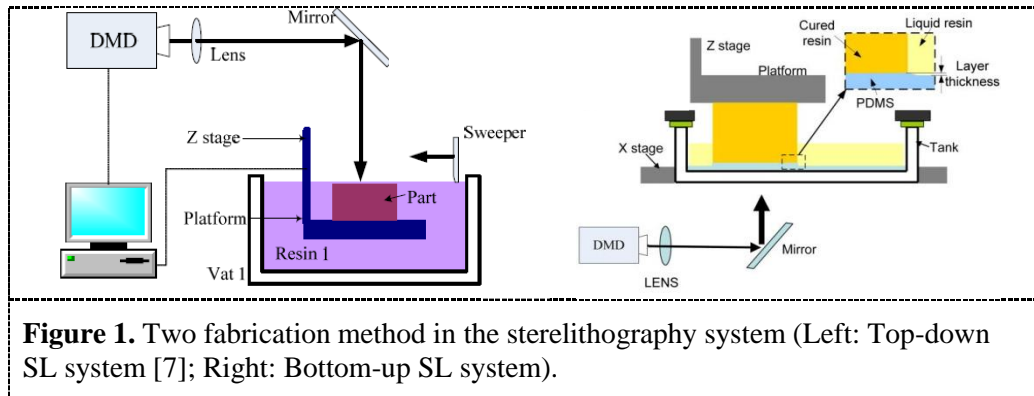 DMD
Lens
Mirror
Z stage
Sweeper
Platform
Part
Resin 1
Vat 1
Z stage
Platform
Cured
resin
Liquid resin
Layer
thickness
PDMS
X stage
Tank
DMD
LENS
Mirror
Figure 1. Two fabrication method in the sterelithography system (Left: Top-down
SL system [7]; Right: Bottom-up SL system).